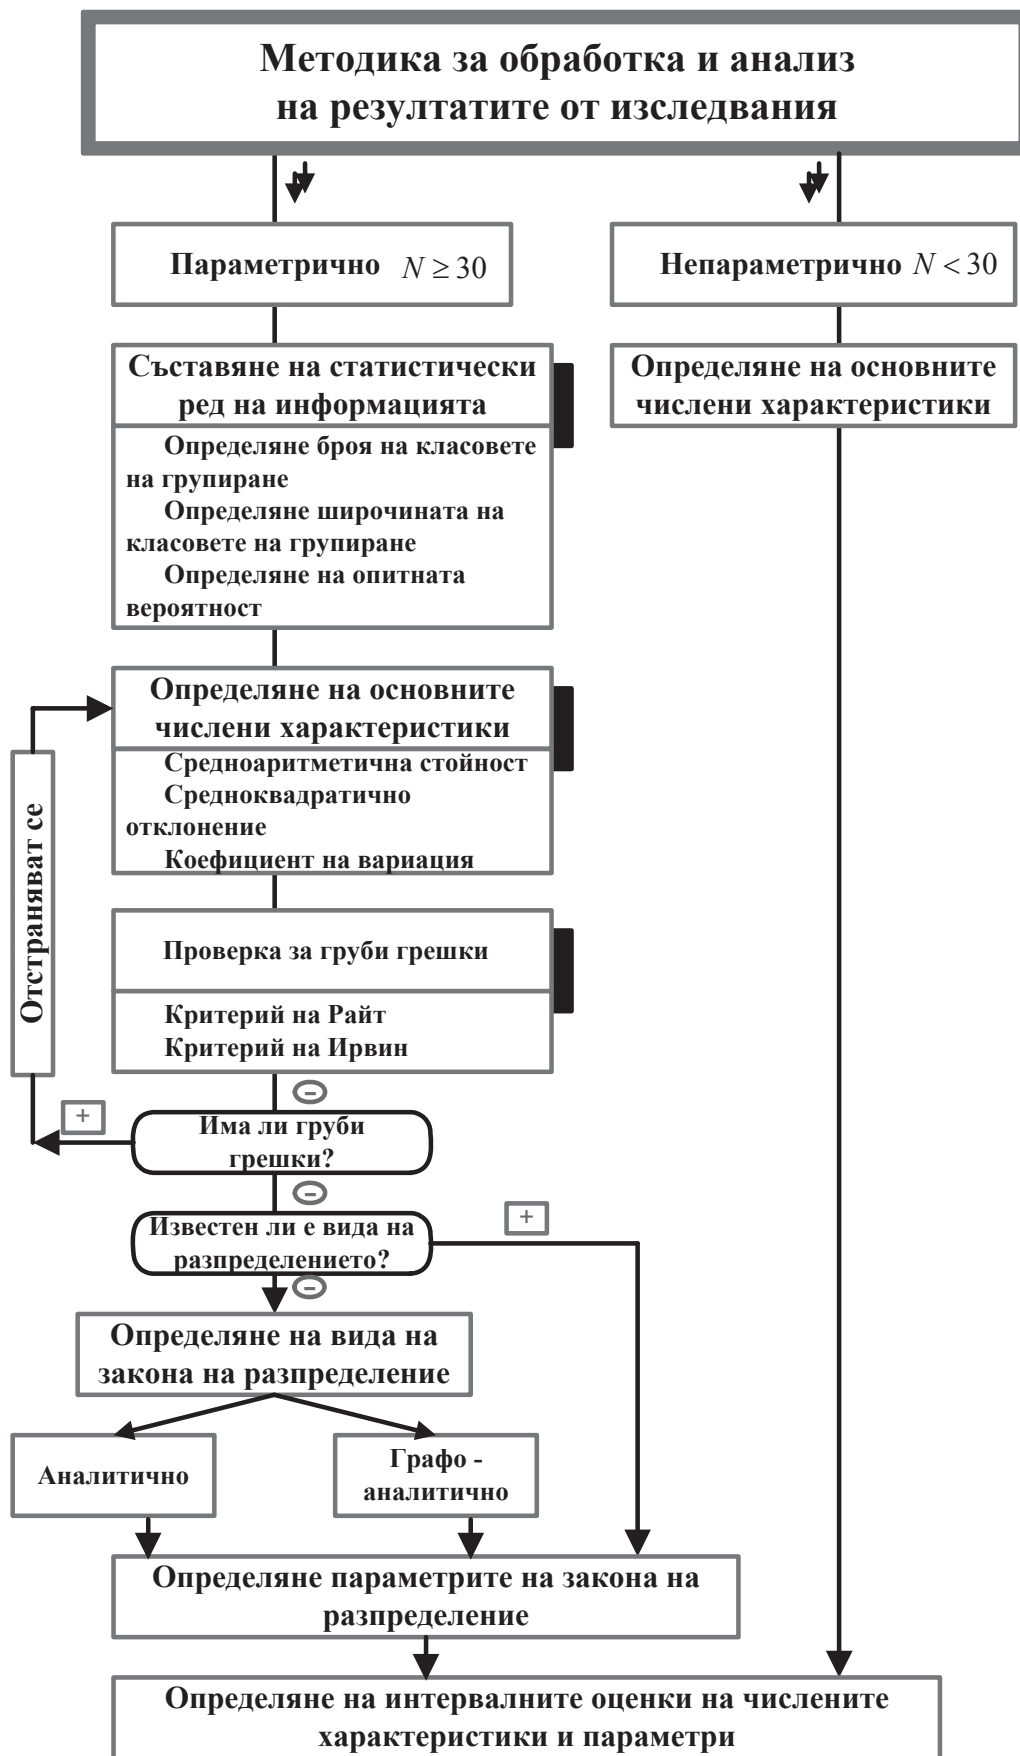 Методика за обработка и анализ
на резултатите от изследвания
Параметрично N ≥ 30
Непараметрично N < 30
Съставяне на статистически
ред на информацията
Определяне броя на класовете
на групиране
Определяне широчината на
класовете на групиране
Определяне на опитната
вероятност
Определяне на основните
числени характеристики
Определяне на основните
числени характеристики
Средноаритметична стойност
Средноквадратично
отклонение
Коефициент на вариация
Отстраняват се
Проверка за груби грешки
Критерий на Райт
Критерий на Ирвин
-
+
Има ли груби
грешки?
-
+
Известен ли е вида на
разпределението?
-
Определяне на вида на
закона на разпределение
Аналитично
Графо -
аналитично
Определяне параметрите на закона на
разпределение
Определяне на интервалните оценки на числените
характеристики и параметри